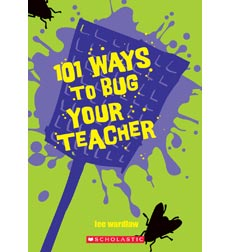 101 WAYS
TO BUG
YOUR
TEACHER
lee wardlaw
SCHOLASTIC